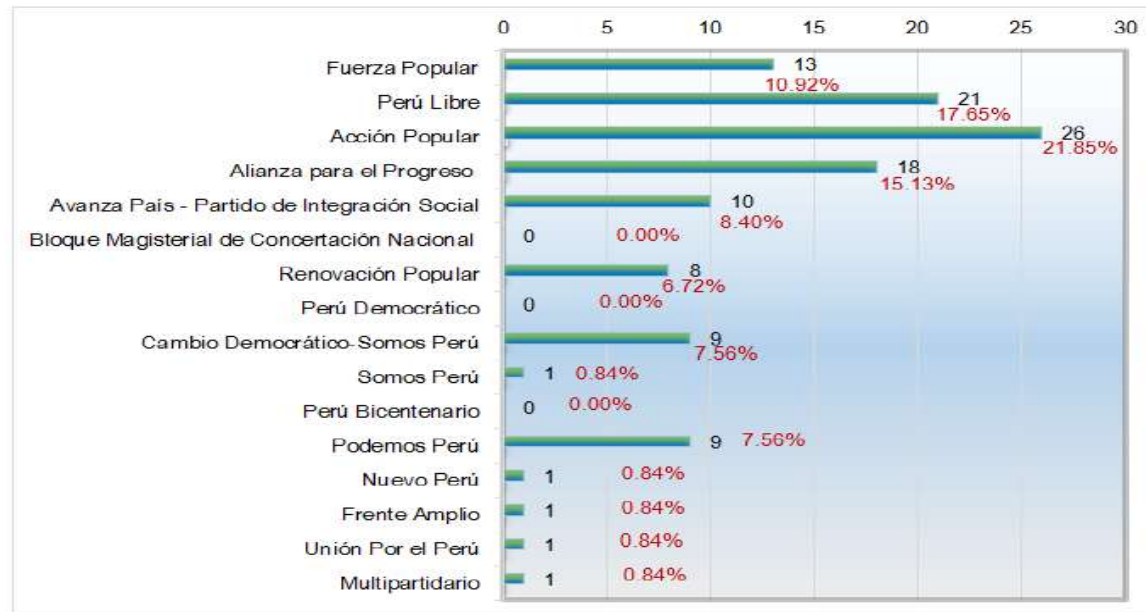 0 5 10 15 20 25 30
Fuerza Popular 13
10.92%
Perú Libre 21
17.65%
Acción Popular 26
21.85%
Alianza para el Progreso 18
15.13%
Avanza País - Partido de Integración Social 10
8.40%
Bloque Magisterial de Concertación Nacional 0 0.00%
Renovación Popular 8
6.72%
Perú Democrático 0 0.00%
Cambio Democrático-Somos Perú 9
7.56%
Somos Perú 1 0.84%
Perú Bicentenario 0 0.00%
Podemos Perú 9 7.56%
Nuevo Perú 1 0.84%
Frente Amplio 1 0.84%
Unión Por el Perú 1 0.84%
Multipartidario 1 0.84%